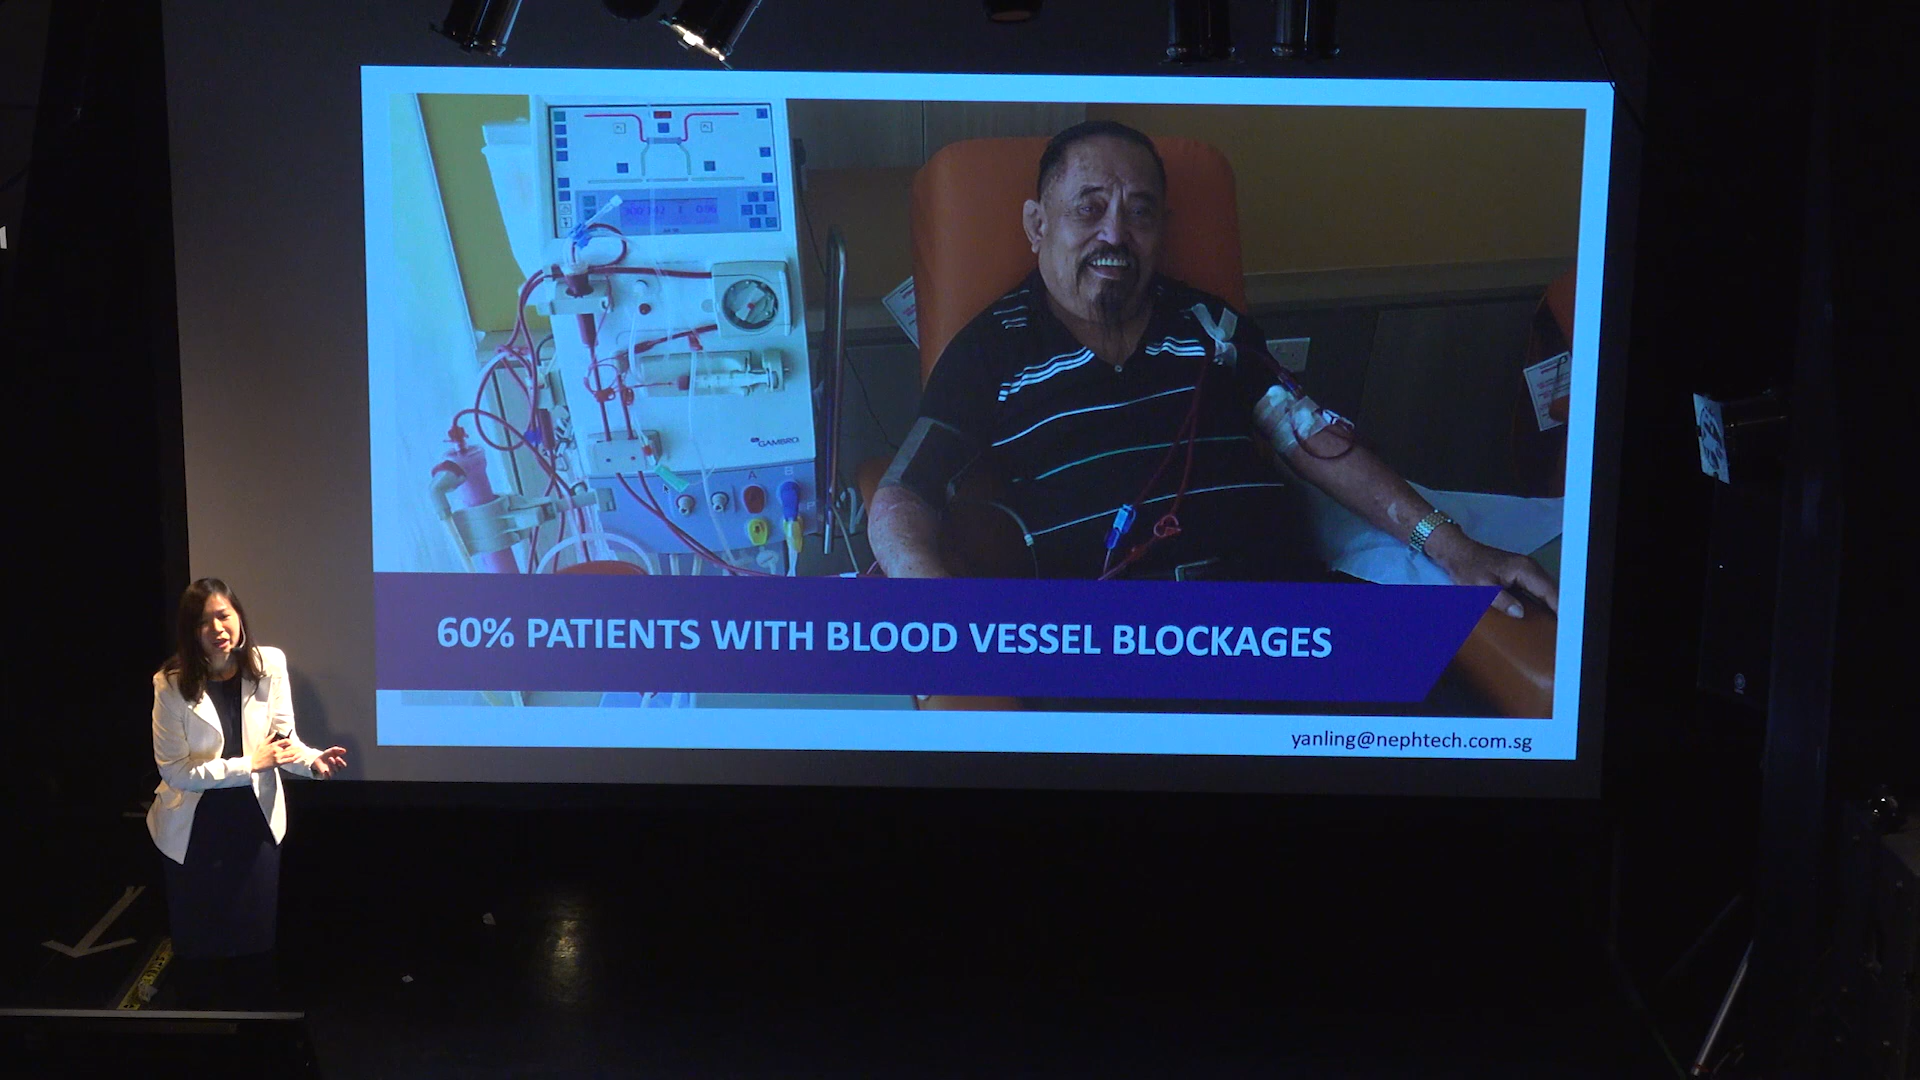 GAMBRO
A
B
60% PATIENTS WITH BLOOD VESSEL BLOCKAGES
yanling@nephtech.com.sg